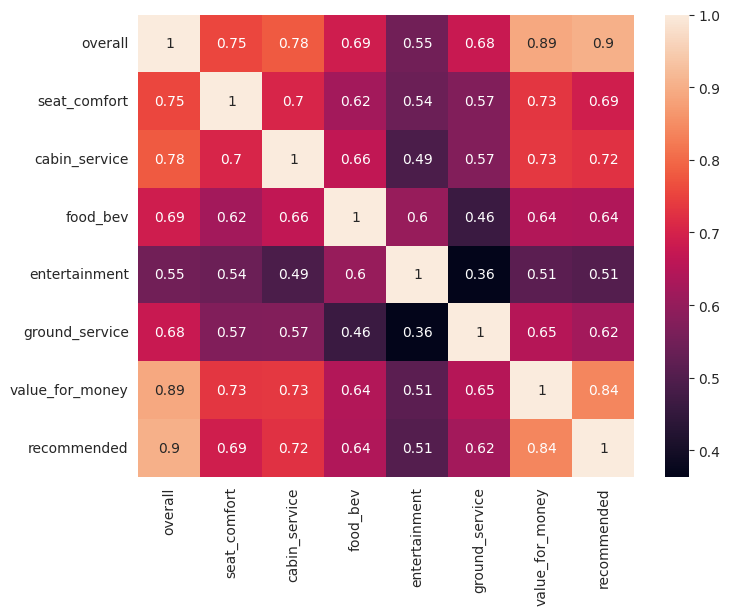 overall 1 0.75 0.78 0.69 0.55 0.68 0.89 0.9
seat_comfort 0.75 1 0.7 0.62 0.54 0.57 0.73 0.69
cabin_service 0.78 0.7 1 0.66 0.49 0.57 0.73 0.72
food_bev 0.69 0.62 0.66 1 0.6 0.46 0.64 0.64
entertainment 0.55 0.54 0.49 0.6 1 0.36 0.51 0.51
ground_service 0.68 0.57 0.57 0.46 0.36 1 0.65 0.62
value_for_money 0.89 0.73 0.73 0.64 0.51 0.65 1 0.84
recommended 0.9 0.69 0.72 0.64 0.51 0.62 0.84 1
overall
seat_comfort
cabin_service
food_bev
entertainment
ground_service
value_for_money
recommended
1.0
0.9
0.8
0.7
0.6
0.5
0.4